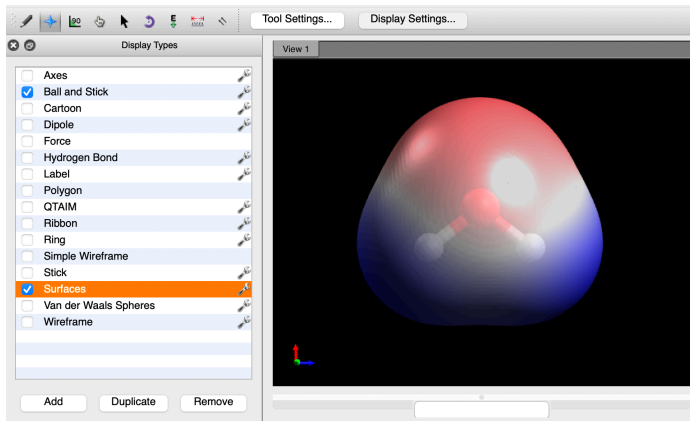 90
E
Tool Settings...
Display Settings...
Display Types
View 1
Axes
Ball and Stick
Cartoon
Dipole
Force
Hydrogen Bond
Label
Polygon
QTAIM
Ribbon
Ring
Simple Wireframe
Stick
Surfaces
Van der Waals Spheres
Wireframe
Add
Duplicate
Remove